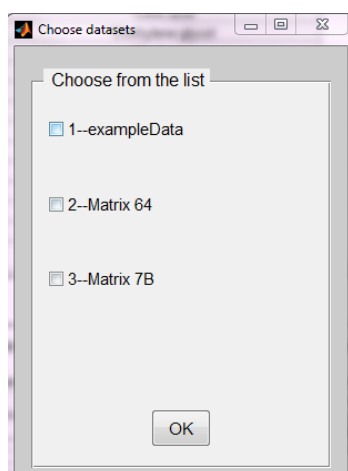 Choose datasets
Choose from the list
1--exampleData
2--Matrix 64
3--Matrix 7B
OK